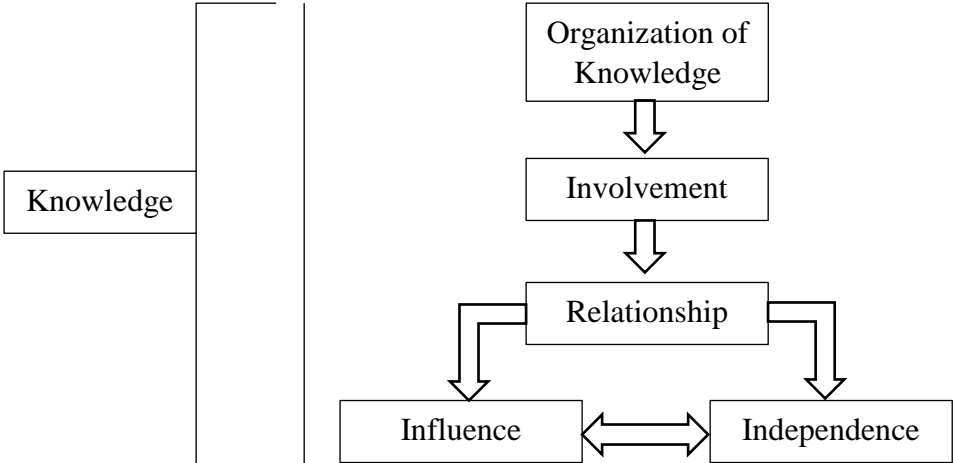 Organization of
Knowledge
Knowledge
Involvement
Relationship
Influence
Independence